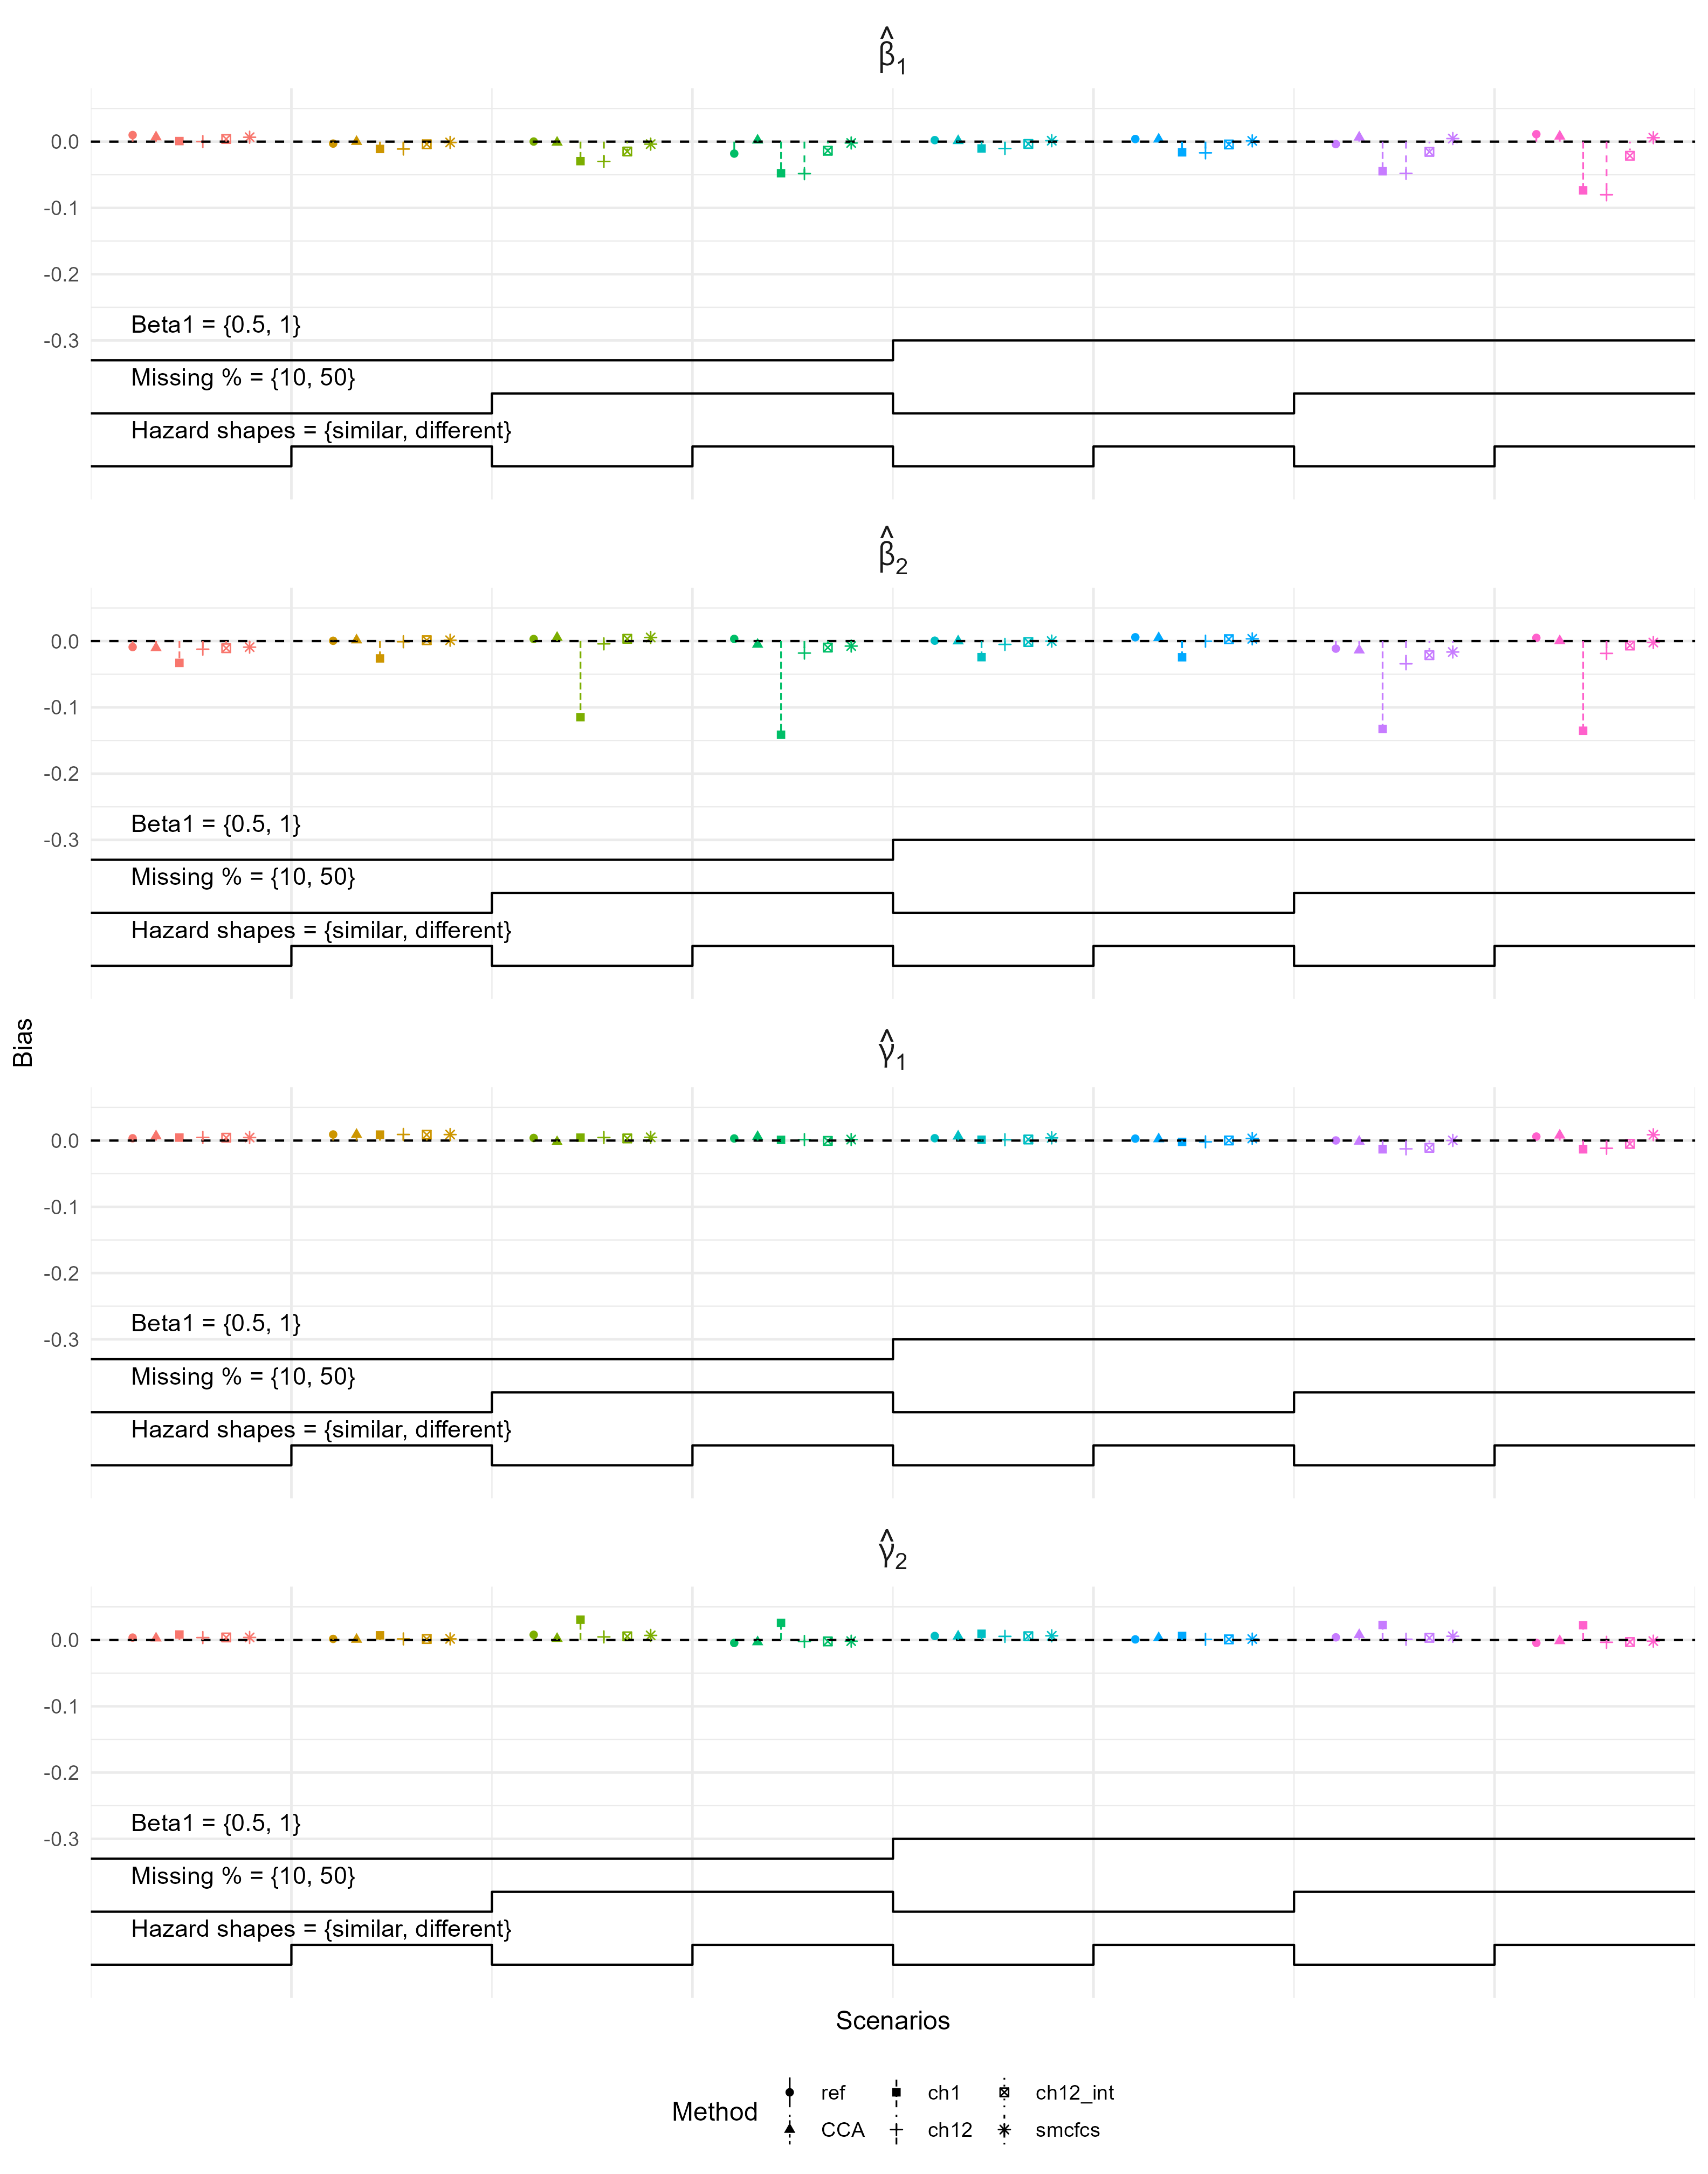 β̂1
0.0
-0.1
-0.2
-0.3
Beta1 = {0.5, 1}
Missing % = {10, 50}
Hazard shapes = {similar, different}
β̂2
0.0
-0.1
-0.2
-0.3
Beta1 = {0.5, 1}
Missing % = {10, 50}
Hazard shapes = {similar, different}
Bias
γ̂1
0.0
-0.1
-0.2
-0.3
Beta1 = {0.5, 1}
Missing % = {10, 50}
Hazard shapes = {similar, different}
γ̂2
0.0
-0.1
-0.2
-0.3
Beta1 = {0.5, 1}
Missing % = {10, 50}
Hazard shapes = {similar, different}
Scenarios
Method
ref ch1 ch12_int
CCA ch12 smcfcs